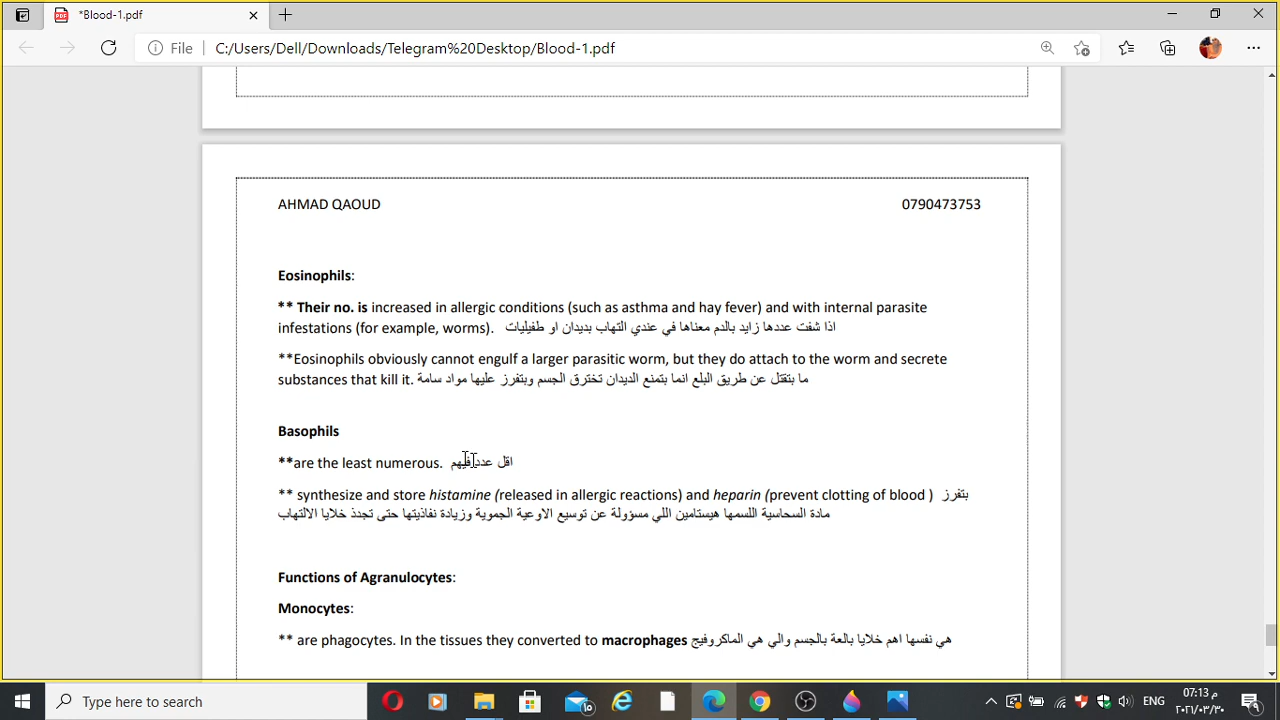 *Blood-1.pdf
File
C:/Users/Dell/Downloads/Telegram%20Desktop/Blood-1.pdf
AHMAD QAOUD 0790473753
Eosinophils:
** Their no. is increased in allergic conditions (such as asthma and hay fever) and with internal parasite
infestations (for example, worms). اذا شفت عددها زايد بالدم معناها في عندي التهاب بديدان او طفيليات
**Eosinophils obviously cannot engulf a larger parasitic worm, but they do attach to the worm and secrete
substances that kill it. ما بتقتل عن طريق البلع انما بتمنع الديدان تخترق الجسم وبتفرز عليها مواد سامة
Basophils
**are the least numerous. اقل عدد فيهم
** synthesize and store histamine (released in allergic reactions) and heparin (prevent clotting of blood ) بتفرز
مادة السحاسية اللسمها هيستامين اللي مسؤولة عن توسيع الاوعية الجموية وزيادة نفاذيتها حتى تجدذ خلايا الالتهاب
Functions of Agranulocytes:
Monocytes:
** are phagocytes. In the tissues they converted to macrophages هي نفسها اهم خلايا بالعة بالجسم والي هي الماكروفيج
Type here to search
ENG
07:13 م
٢٠٢١/٠٣/٣٠